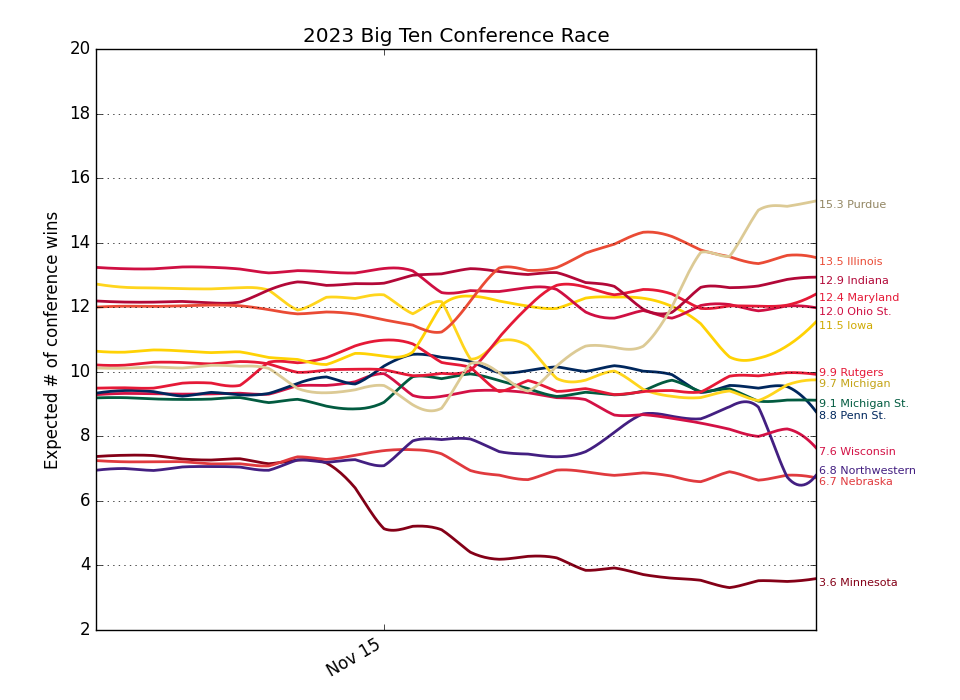 2023 Big Ten Conference Race
Expected # of conference wins
20
18
16
14
12
10
8
6
4
2
Nov 15
15.3 Purdue
13.5 Illinois
12.9 Indiana
12.4 Maryland
12.0 Ohio St.
11.5 Iowa
9.9 Rutgers
9.7 Michigan
9.1 Michigan St.
8.8 Penn St.
7.6 Wisconsin
6.8 Northwestern
6.7 Nebraska
3.6 Minnesota